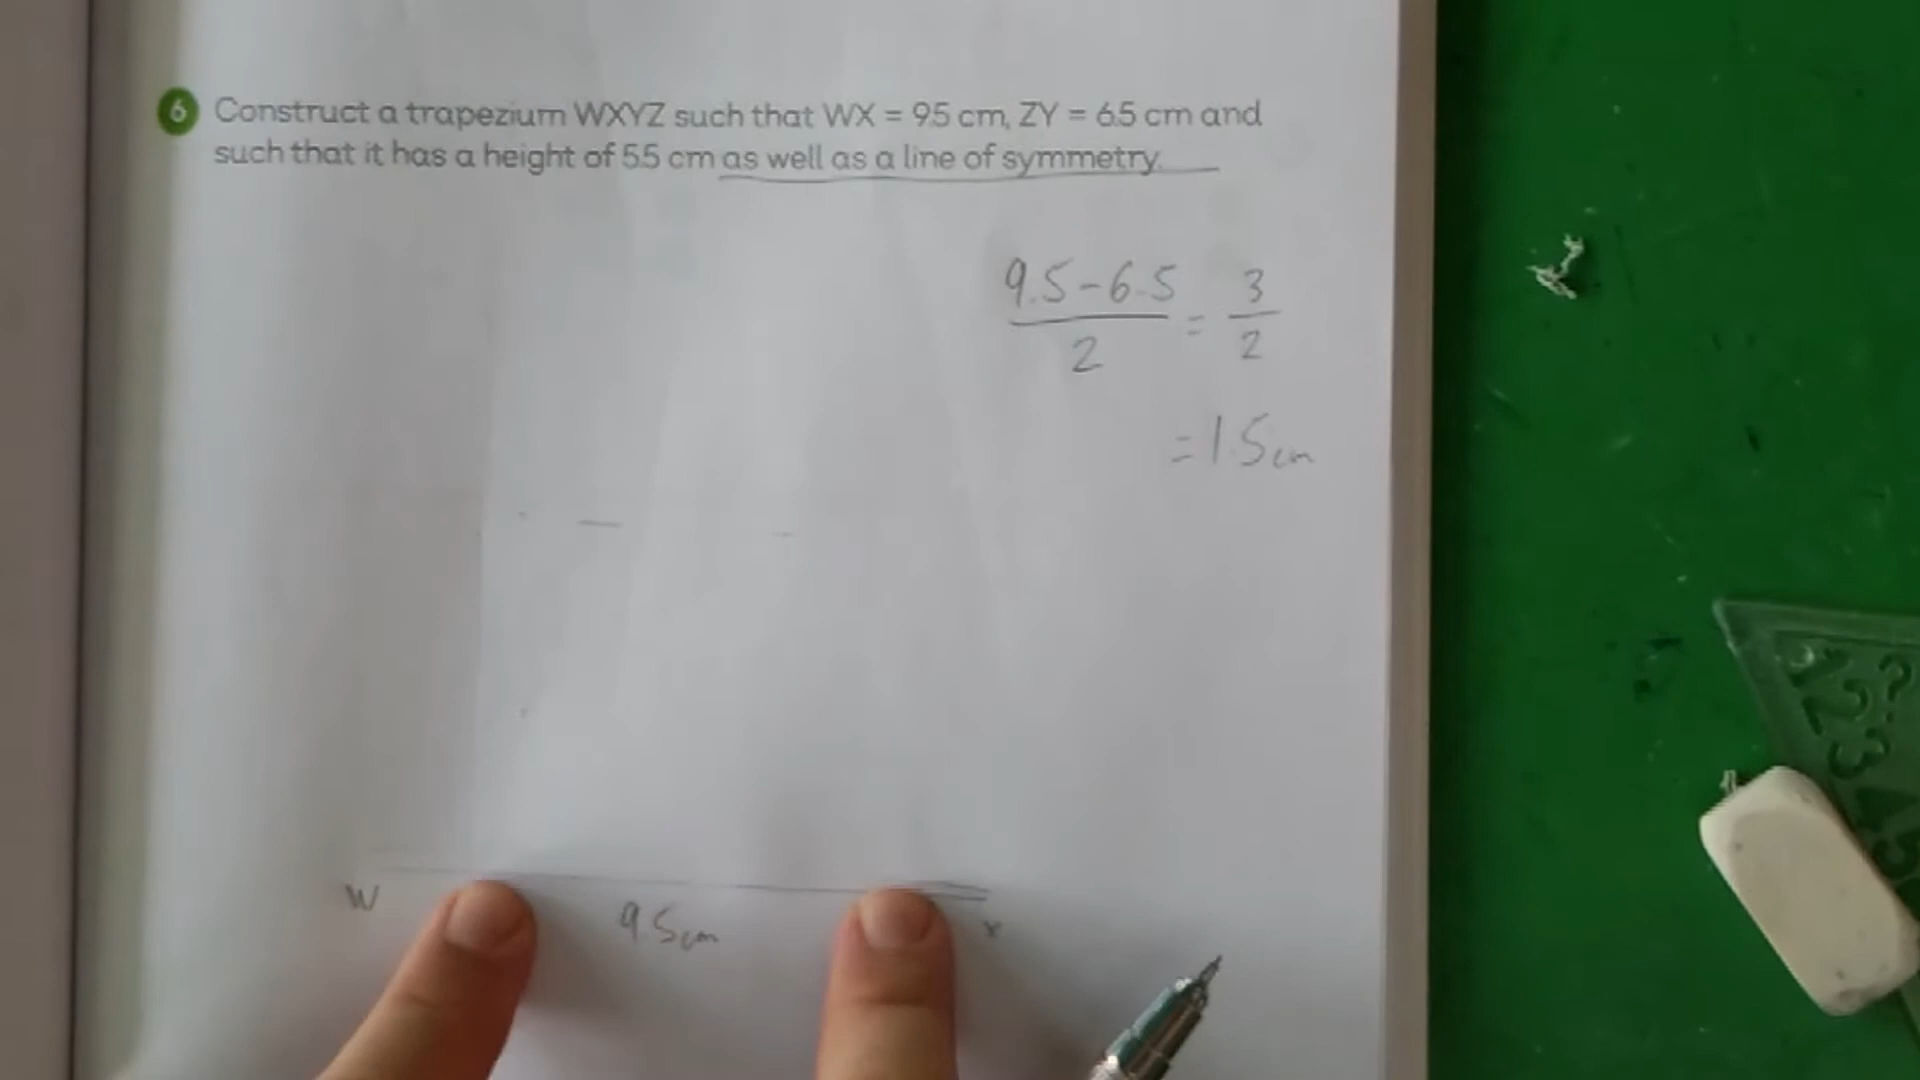 6 Construct a trapezium WXYZ such that WX = 9.5 cm, ZY = 6.5 cm and
such that it has a height of 5.5 cm as well as a line of symmetry.
9.5-6.5 = 3
2 2
=1.5cm
W 9.5cm x